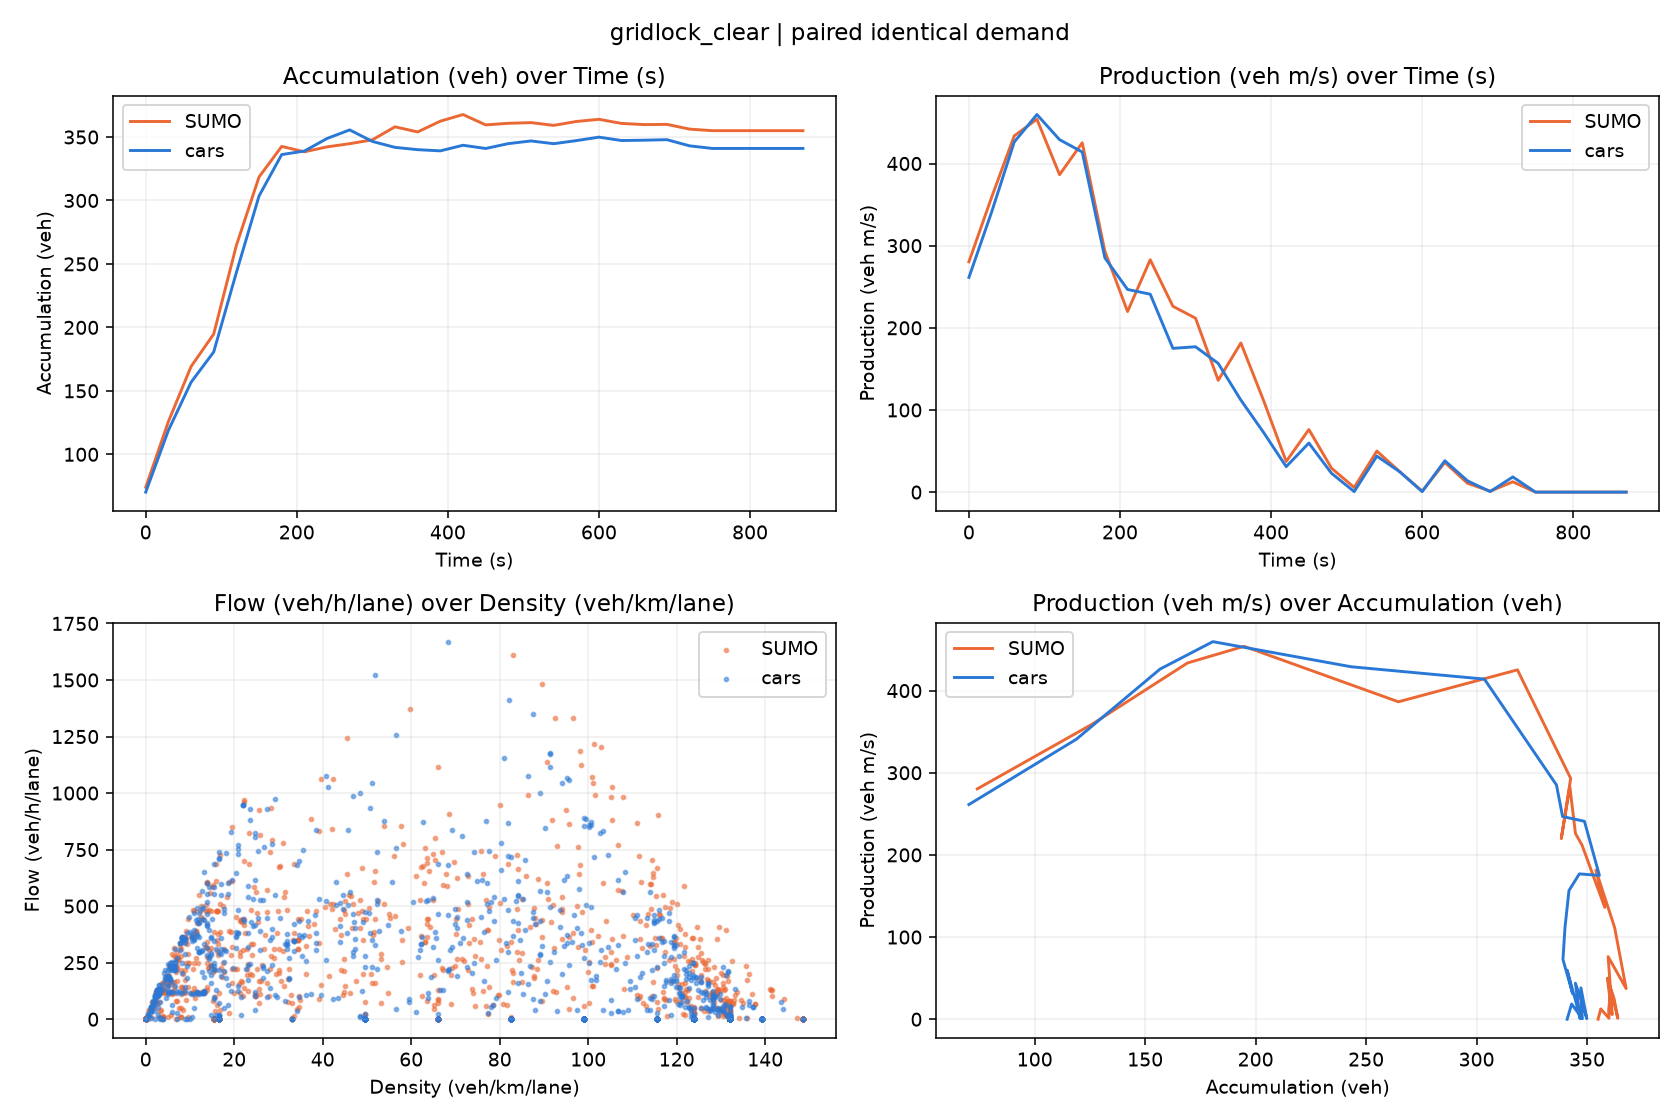 gridlock_clear | paired identical demand
Accumulation (veh) over Time (s)
SUMO
cars
350
300
250
200
150
100
0
200
400
600
800
Accumulation (veh)
Time (s)
Production (veh m/s) over Time (s)
SUMO
cars
400
300
200
100
0
0
200
400
600
800
Production (veh m/s)
Time (s)
Flow (veh/h/lane) over Density (veh/km/lane)
SUMO
cars
1750
1500
1250
1000
750
500
250
0
0
20
40
60
80
100
120
140
Flow (veh/h/lane)
Density (veh/km/lane)
Production (veh m/s) over Accumulation (veh)
SUMO
cars
400
300
200
100
0
100
150
200
250
300
350
Production (veh m/s)
Accumulation (veh)